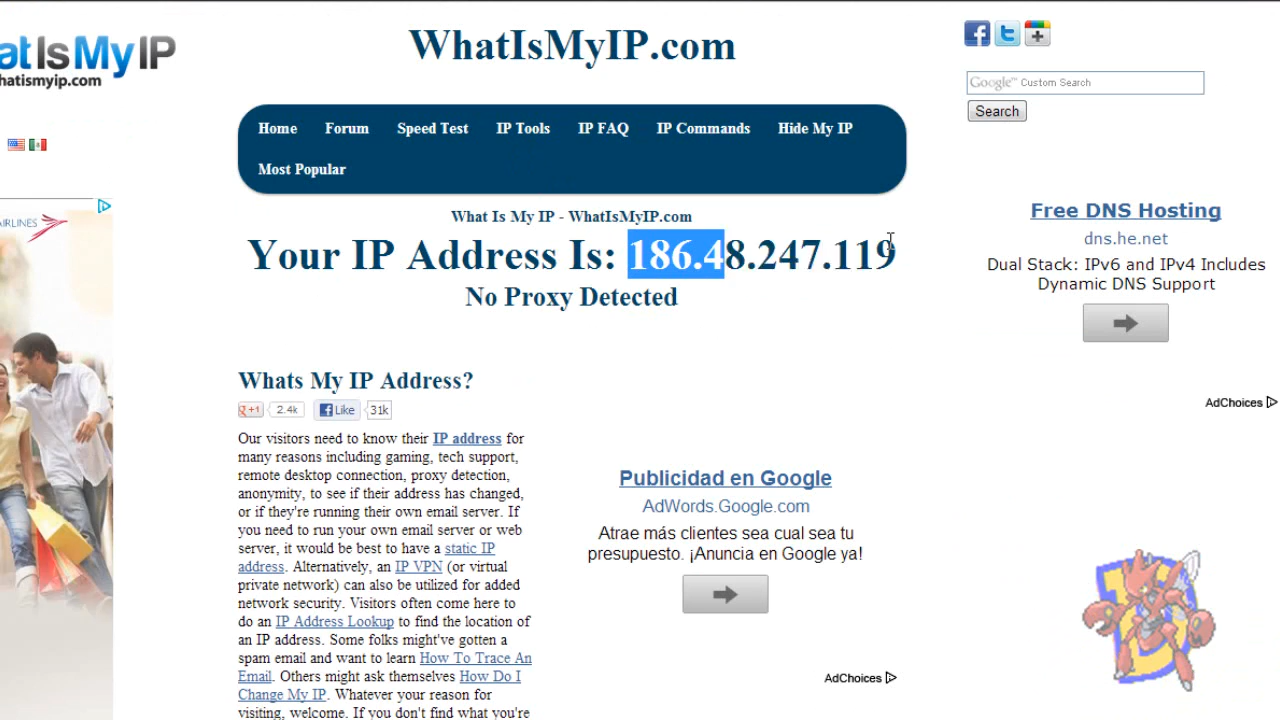 at Is My IP
hatismyip.com
WhatIsMyIP.com
Google™ Custom Search
Search
Home Forum Speed Test IP Tools IP FAQ IP Commands Hide My IP
Most Popular
What Is My IP - WhatIsMyIP.com
Your IP Address Is: 186.48.247.119
No Proxy Detected
IRLINES
Free DNS Hosting
dns.he.net
Dual Stack: IPv6 and IPv4 Includes
Dynamic DNS Support
AdChoices
Whats My IP Address?
g +1 2.4k Like 31k
Our visitors need to know their IP address for
many reasons including gaming, tech support,
remote desktop connection, proxy detection,
anonymity, to see if their address has changed,
or if they're running their own email server. If
you need to run your own email server or web
server, it would be best to have a static IP
address. Alternatively, an IP VPN (or virtual
private network) can also be utilized for added
network security. Visitors often come here to
do an IP Address Lookup to find the location of
an IP address. Some folks might've gotten a
spam email and want to learn How To Trace An
Email. Others might ask themselves How Do I
Change My IP. Whatever your reason for
visiting, welcome. If you don't find what you're
Publicidad en Google
AdWords.Google.com
Atrae más clientes sea cual sea tu
presupuesto. ¡Anuncia en Google ya!
AdChoices